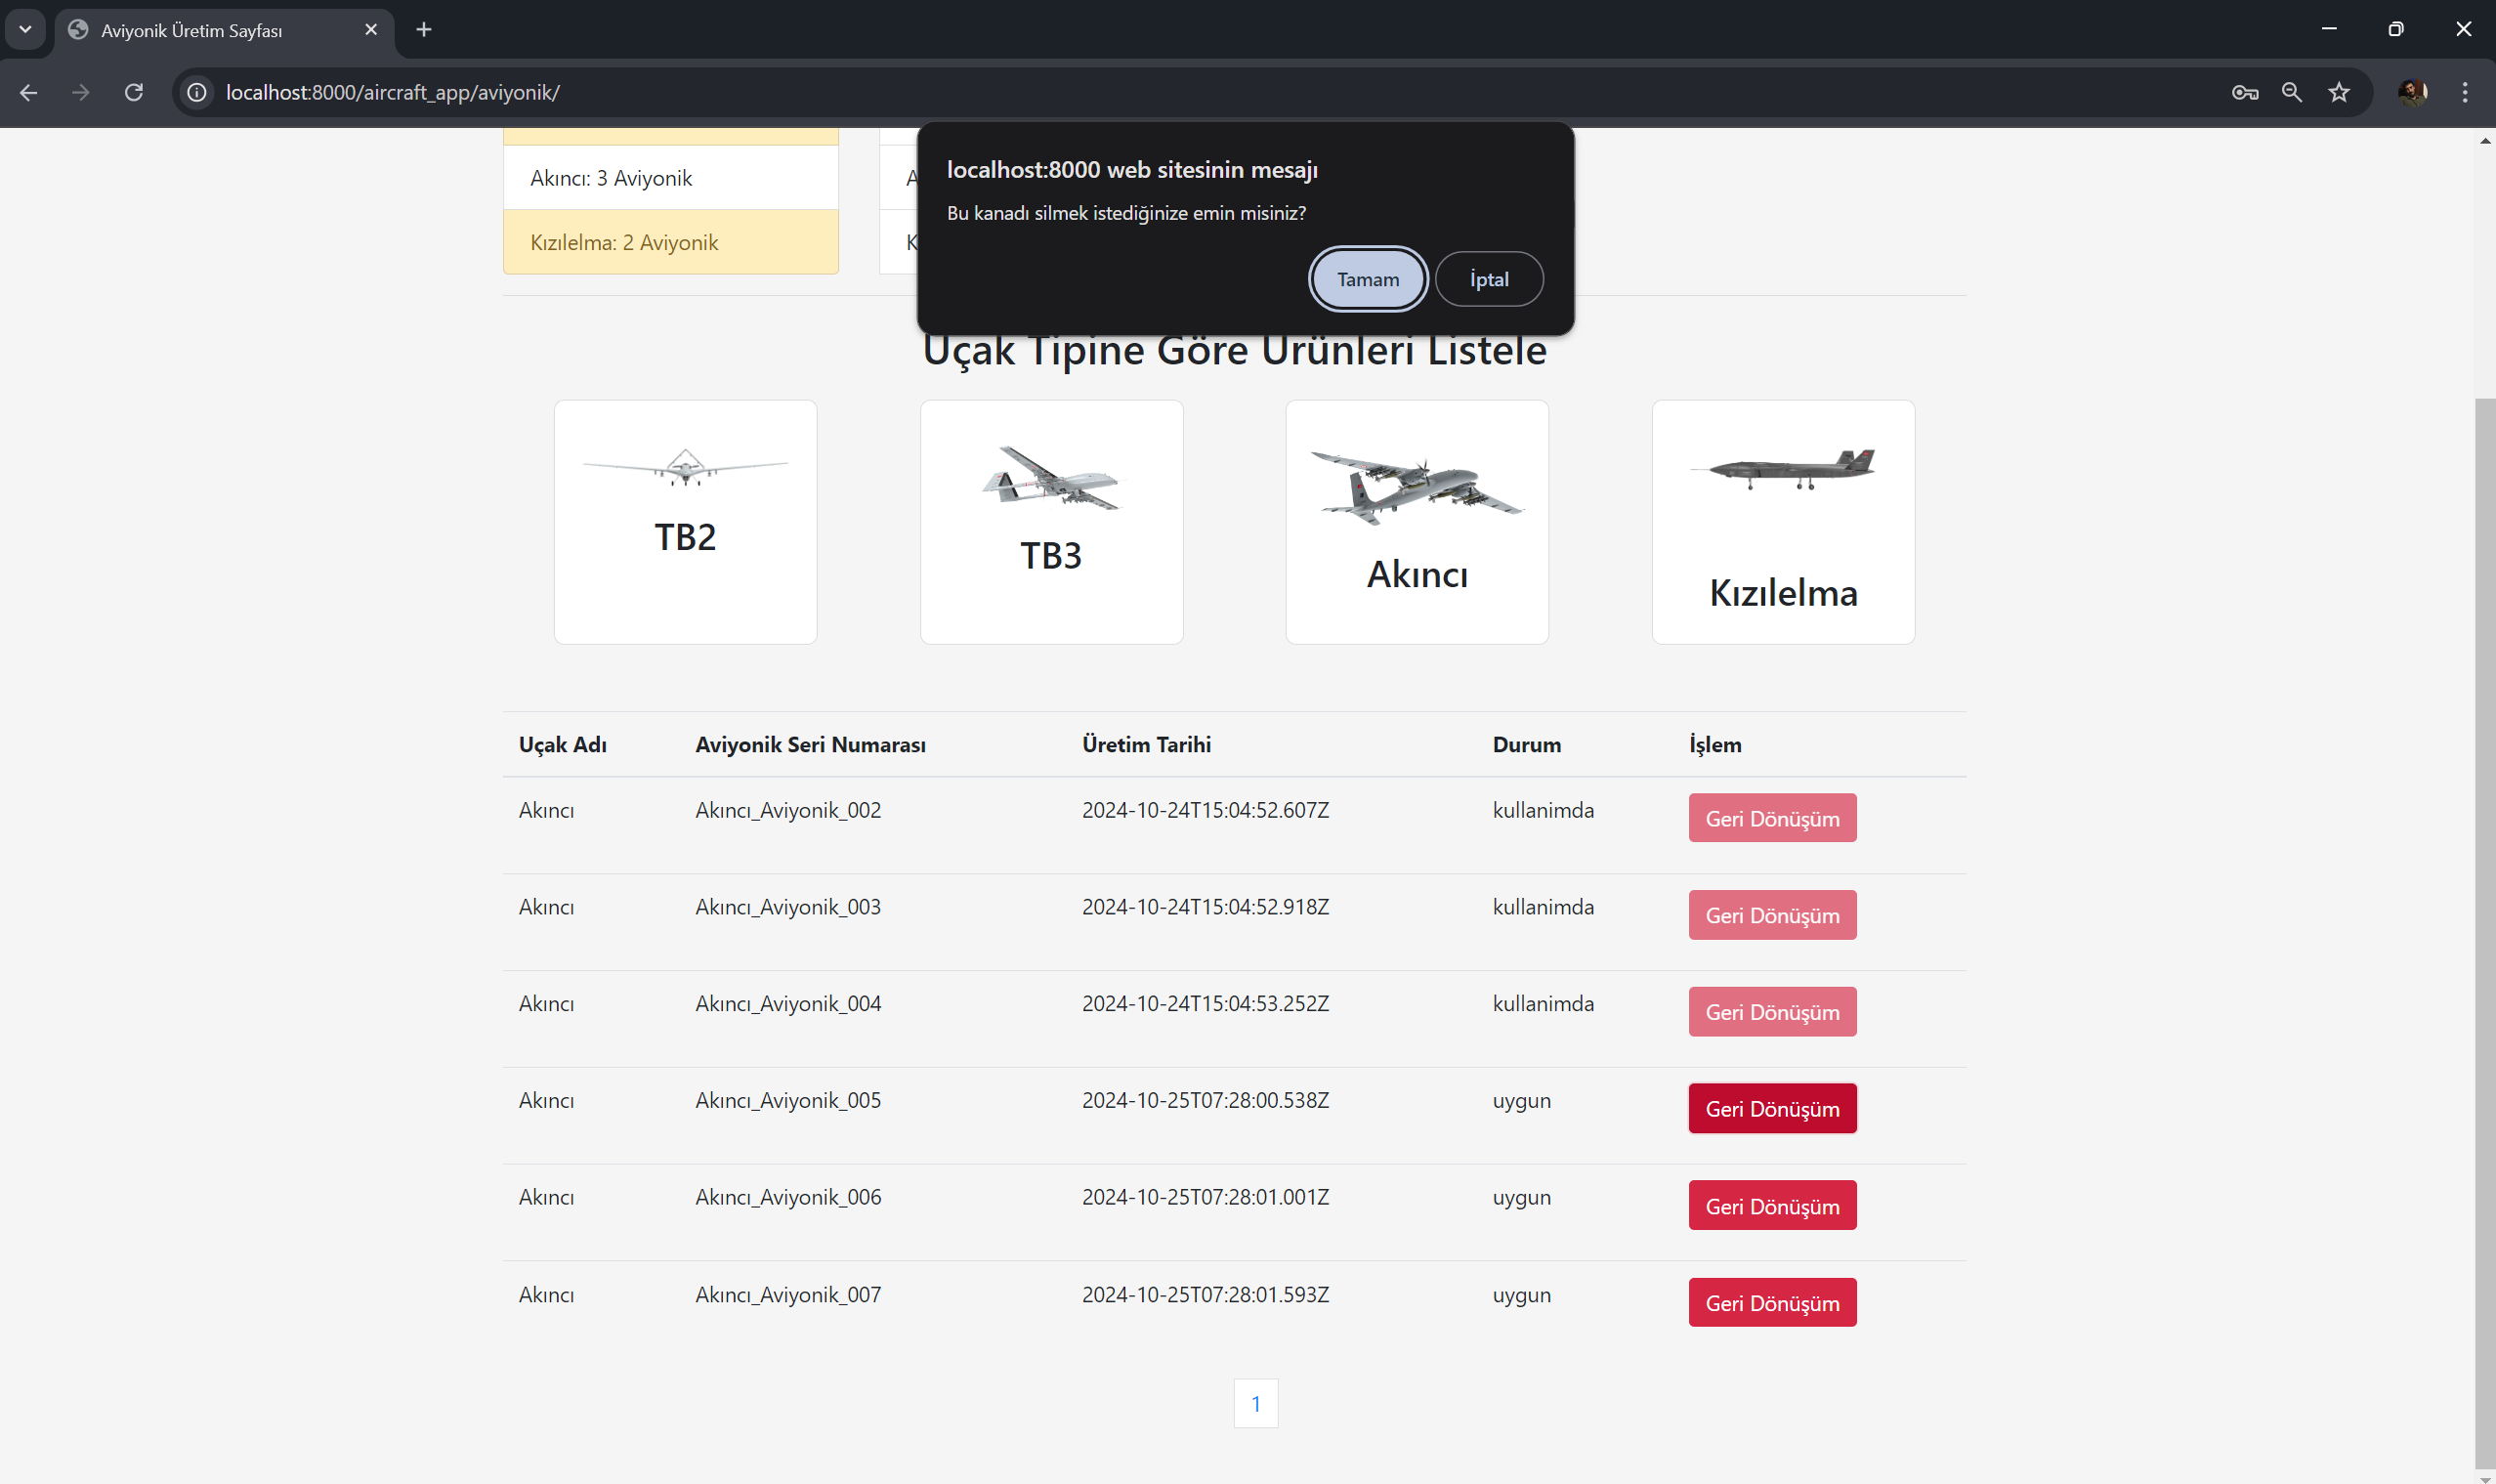 Aviyonik Üretim Sayfası
localhost:8000/aircraft_app/aviyonik/
localhost:8000 web sitesinin mesajı
Bu kanadı silmek istediğinize emin misiniz?
Tamam
İptal
Akıncı: 3 Aviyonik
A
Kızılelma: 2 Aviyonik
K
Uçak Tipine Göre Ürünleri Listele
TB2
TB3
Akıncı
Kızılelma
Uçak Adı Aviyonik Seri Numarası Üretim Tarihi Durum İşlem
Akıncı Akıncı_Aviyonik_002 2024-10-24T15:04:52.607Z kullanimda Geri Dönüşüm
Akıncı Akıncı_Aviyonik_003 2024-10-24T15:04:52.918Z kullanimda Geri Dönüşüm
Akıncı Akıncı_Aviyonik_004 2024-10-24T15:04:53.252Z kullanimda Geri Dönüşüm
Akıncı Akıncı_Aviyonik_005 2024-10-25T07:28:00.538Z uygun Geri Dönüşüm
Akıncı Akıncı_Aviyonik_006 2024-10-25T07:28:01.001Z uygun Geri Dönüşüm
Akıncı Akıncı_Aviyonik_007 2024-10-25T07:28:01.593Z uygun Geri Dönüşüm
1